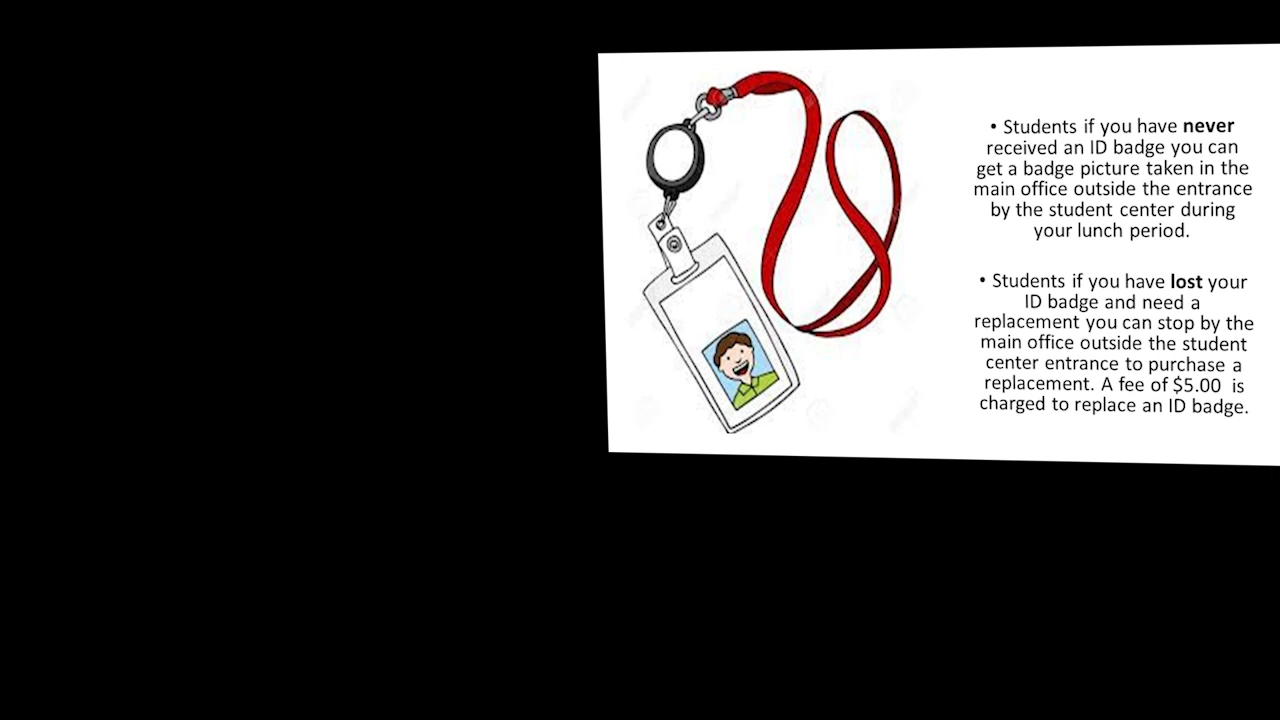 • Students if you have never
received an ID badge you can
get a badge picture taken in the
main office outside the entrance
by the student center during
your lunch period.
• Students if you have lost your
ID badge and need a
replacement you can stop by the
main office outside the student
center entrance to purchase a
replacement. A fee of $5.00 is
charged to replace an ID badge.